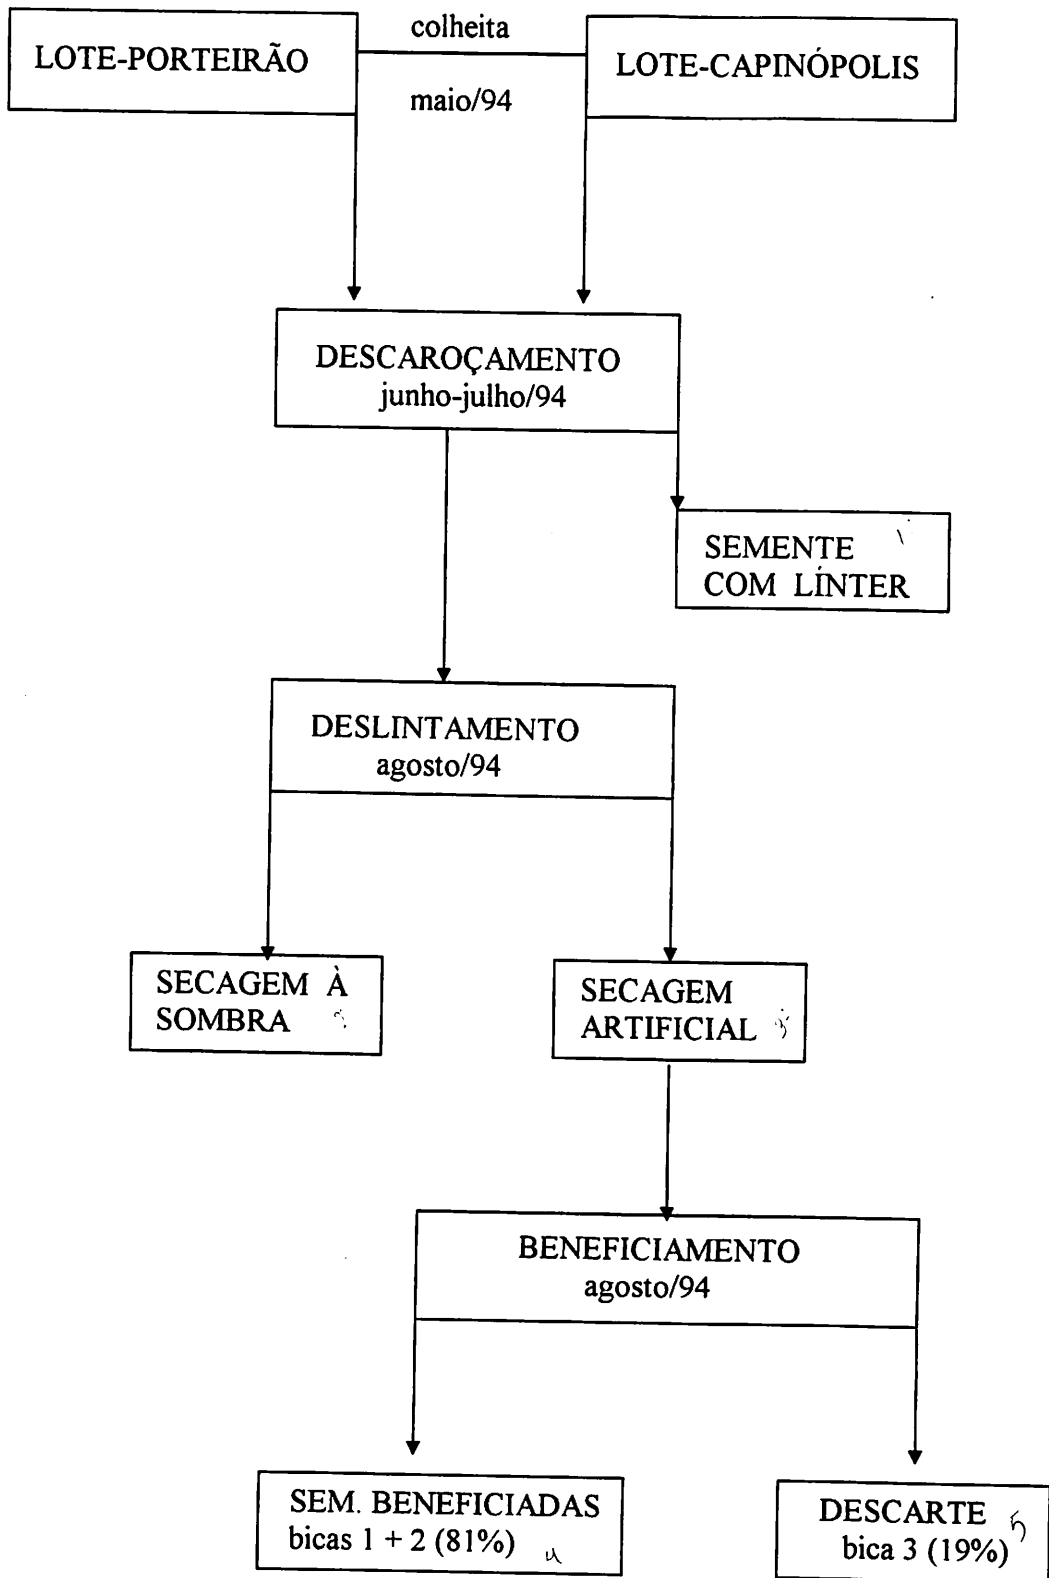 colheita
LOTE-PORTEIRÃO
LOTE-CAPINÓPOLIS
maio/94
DESCAROÇAMENTO
junho-julho/94
SEMENTE
COM LÍNTER
DESLINTAMENTO
agosto/94
SECAGEM À
SOMBRA
SECAGEM
ARTIFICIAL
BENEFICIAMENTO
agosto/94
SEM. BENEFICIADAS
bicas 1 + 2 (81%)
DESCARTE 5
bica 3 (19%)